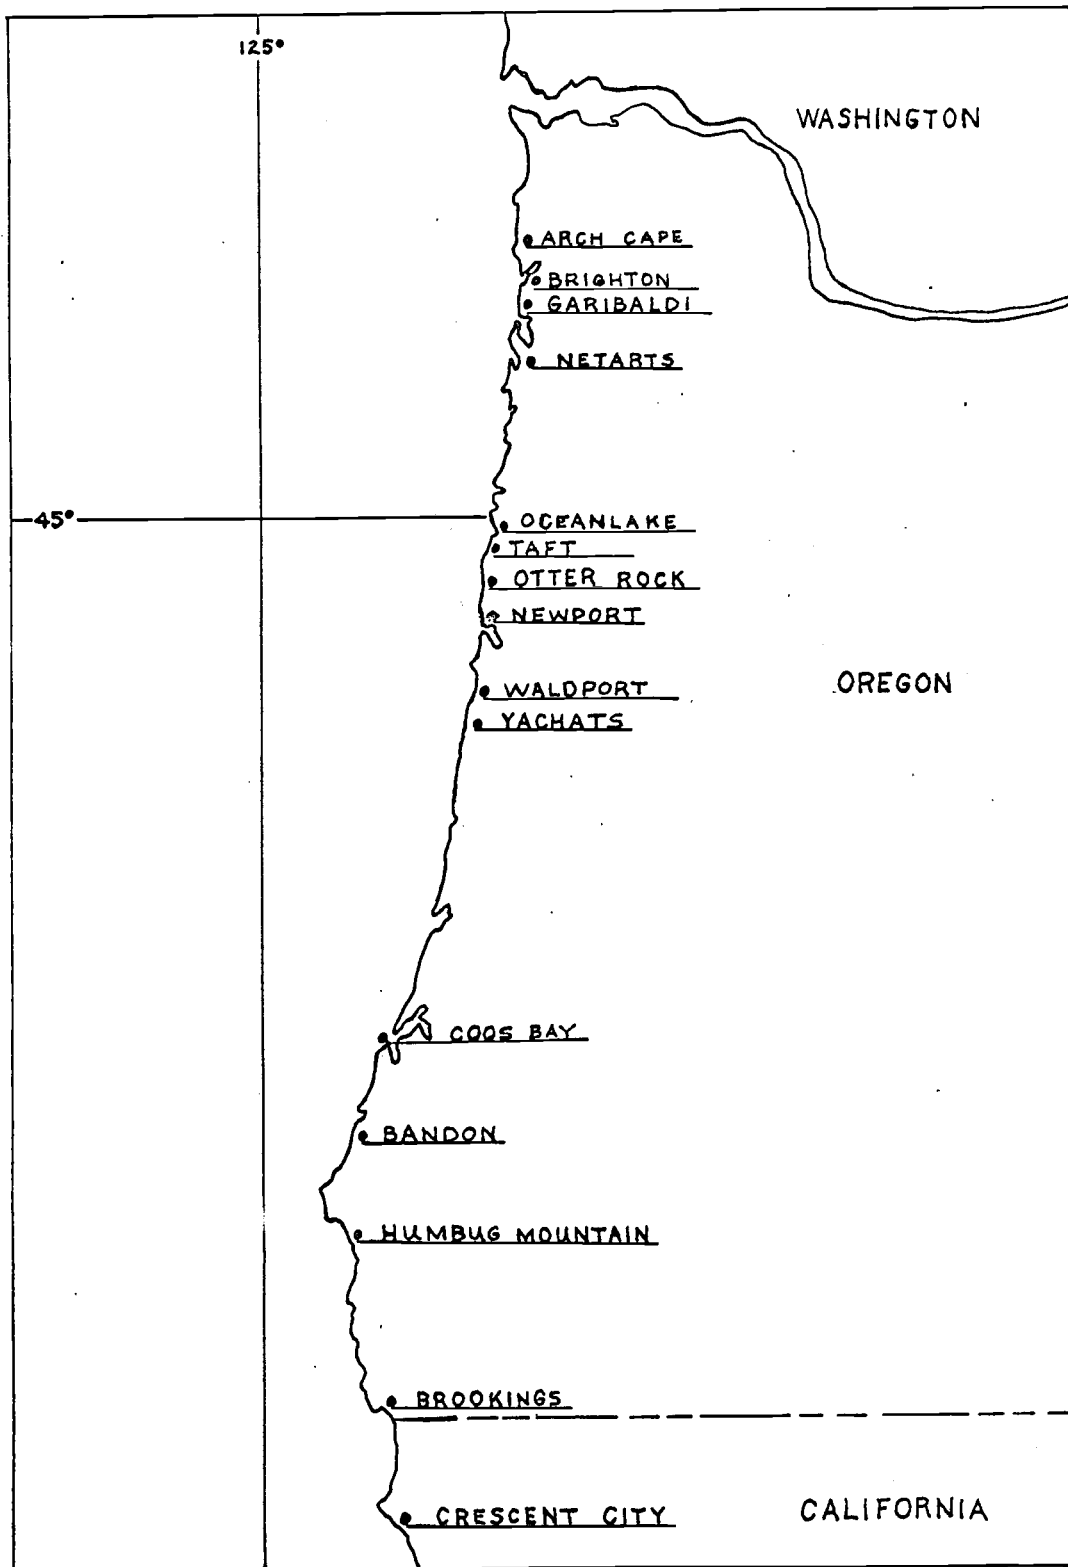 125°
WASHINGTON
ARCH CAPE
BRIGHTON
GARIBALDI
NETARTS
45°
OCEANLAKE
TAFT
OTTER ROCK
NEWPORT
OREGON
WALDPORT
YACHATS
COOS BAY
BANDON
HUMBUG MOUNTAIN
BROOKINGS
CRESCENT CITY
CALIFORNIA